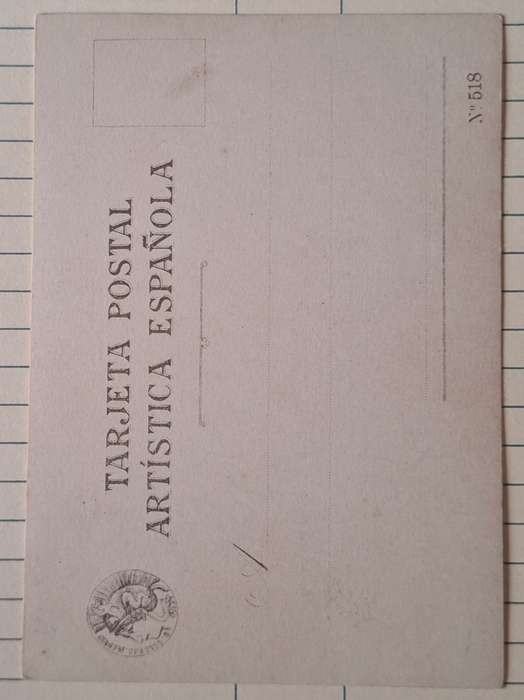 TARJETA POSTAL
ARTÍSTICA ESPAÑOLA
Nº 518